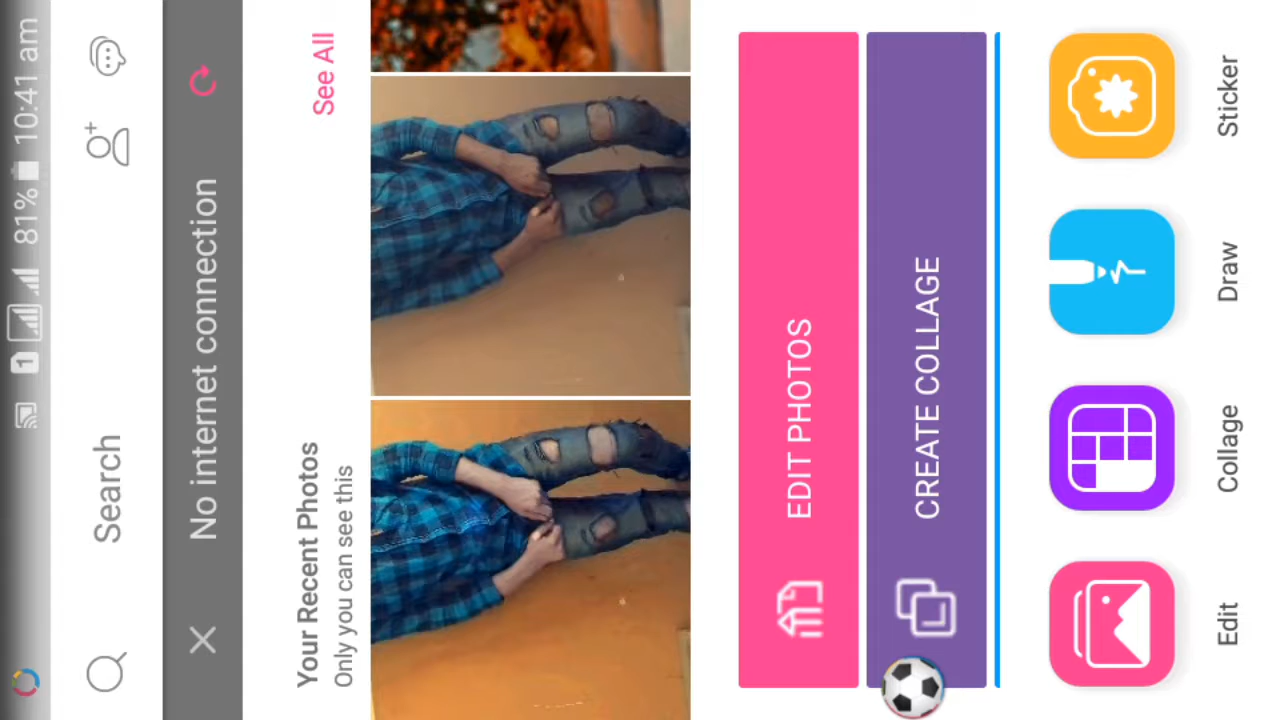 1 81% 10:41 am
Search
No internet connection
Your Recent Photos
See All
Only you can see this
EDIT PHOTOS
CREATE COLLAGE
Edit Collage Draw Sticker